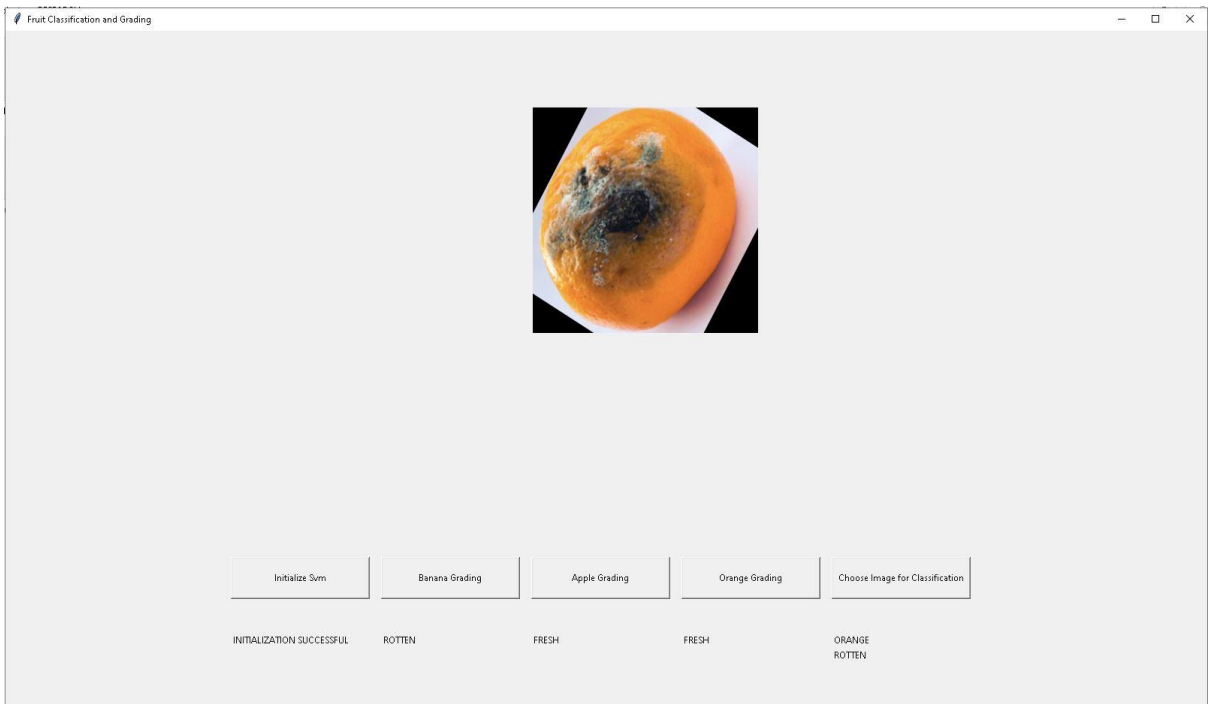 Fruit Classification and Grading
Initialize Svm
Banana Grading
Apple Grading
Orange Grading
Choose Image for Classification
INITIALIZATION SUCCESSFUL
ROTTEN
FRESH
FRESH
ORANGE
ROTTEN